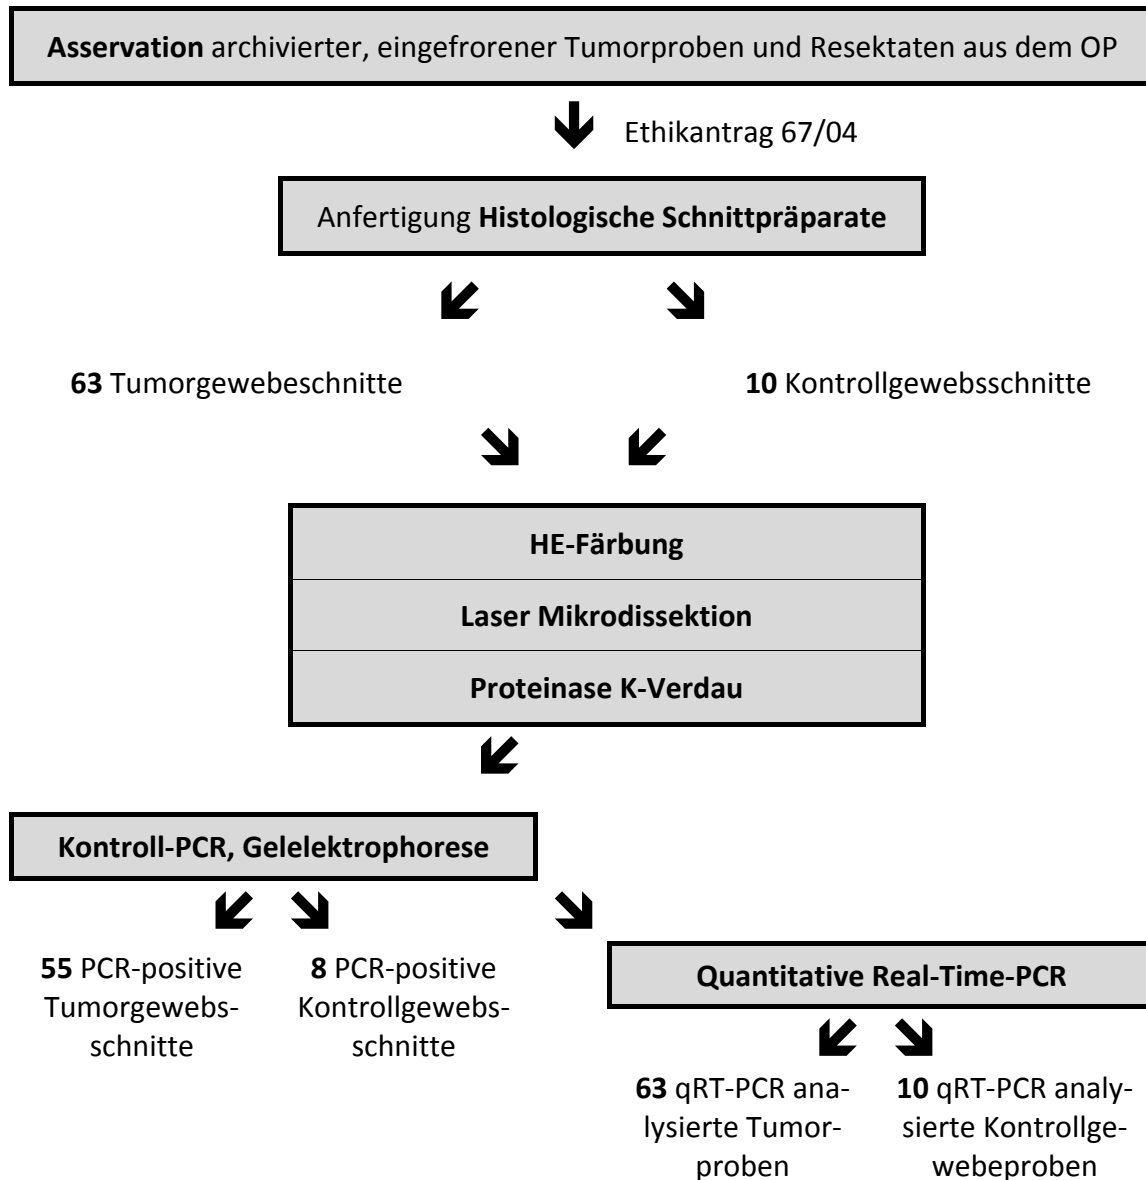 Asservation archivierter, eingefrorener Tumorproben und Resektaten aus dem OP
Ethikantrag 67/04
Anfertigung Histologische Schnittpräparate
63 Tumorgewebeschnitte
10 Kontrollgewebsschnitte
HE-Färbung
Laser Mikrodissektion
Proteinase K-Verdau
Kontroll-PCR, Gelelektrophorese
55 PCR-positive
Tumorgewebs-
schnitte
8 PCR-positive
Kontrollgewebs-
schnitte
Quantitative Real-Time-PCR
63 qRT-PCR ana-
lysierte Tumor-
proben
10 qRT-PCR analy-
sierte Kontrollge-
webeproben